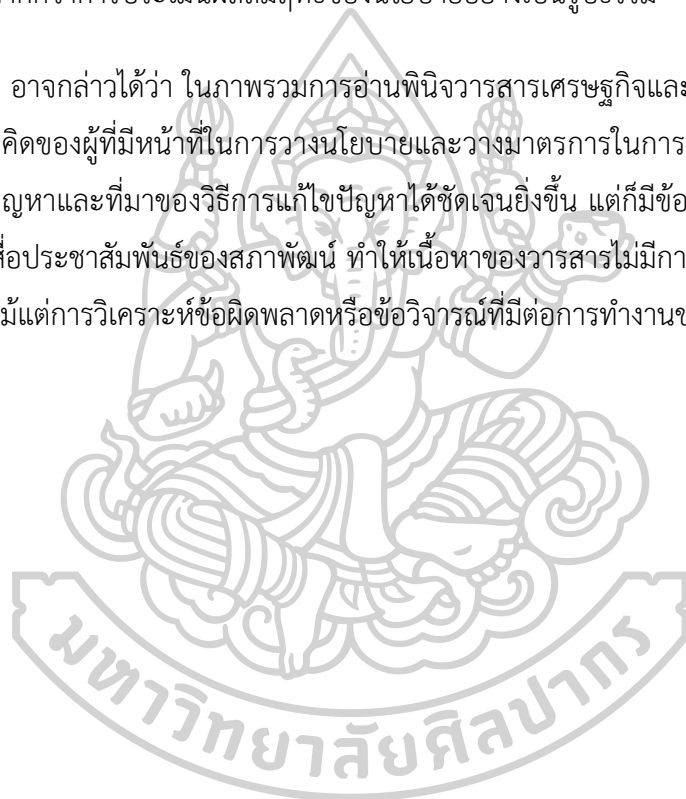 อาจกล่าวได้ว่า ในภาพรวมการอ่านพินิจวารสารเศรษฐกิจและ
คิดของผู้ที่มีหน้าที่ในการวางนโยบายและวางมาตรการในการ
ญหาและที่มาของวิธีการแก้ไขปัญหาได้ชัดเจนยิ่งขึ้น แต่ก็มีข้อ
สื่อประชาสัมพันธ์ของสภาพัฒน์ ทำให้เนื้อหาของวารสารไม่มีกา
ม้แต่การวิเคราะห์ข้อผิดพลาดหรือข้อวิจารณ์ที่มีต่อการทำงานข
มหาวิทยาลัยศิลปากร